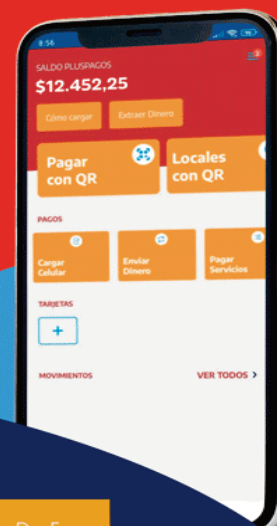 8:56
SALDO PLUSPAGOS
$12.452,25
Cómo cargar
Extraer Dinero
Pagar
con QR
Locales
con QR
PAGOS
Cargar
Celular
Enviar
Dinero
Pagar
Servicios
TARJETAS
+
MOVIMIENTOS
VER TODOS >